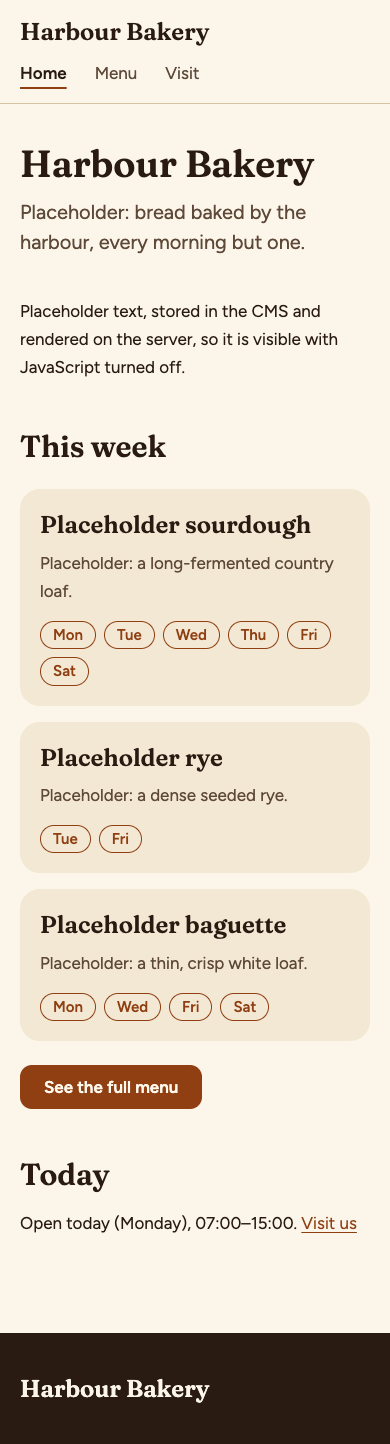 Harbour Bakery
Home Menu Visit
Harbour Bakery
Placeholder: bread baked by the
harbour, every morning but one.
Placeholder text, stored in the CMS and
rendered on the server, so it is visible with
JavaScript turned off.
This week
Placeholder sourdough
Placeholder: a long-fermented country
loaf.
Mon Tue Wed Thu Fri
Sat
Placeholder rye
Placeholder: a dense seeded rye.
Tue Fri
Placeholder baguette
Placeholder: a thin, crisp white loaf.
Mon Wed Fri Sat
See the full menu
Today
Open today (Monday), 07:00–15:00. Visit us
Harbour Bakery